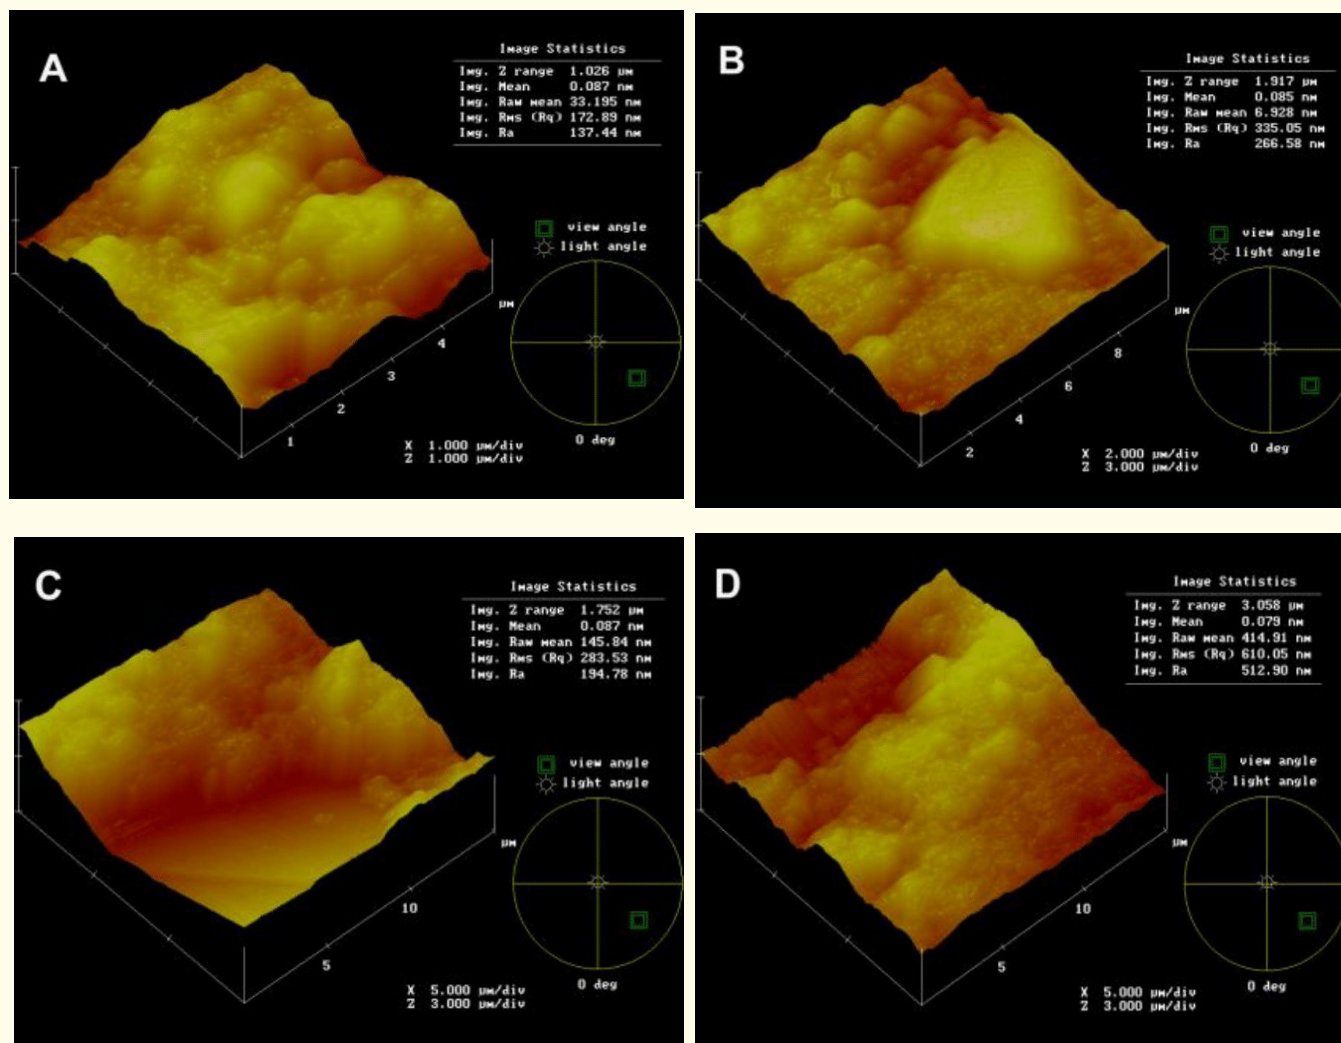 A
Image Statistics
Img. Z range 1.026 μm
Img. Mean 0.087 nm
Img. Raw mean 33.195 nm
Img. Rms (Rq) 172.89 nm
Img. Ra 137.44 nm
view angle
light angle
μm
4
3
2
1
X 1.000 μm/div
Z 1.000 μm/div
0 deg
B
Image Statistics
Img. Z range 1.917 μm
Img. Mean 0.085 nm
Img. Raw mean 6.928 nm
Img. Rms (Rq) 335.05 nm
Img. Ra 266.58 nm
view angle
light angle
μm
8
6
4
2
X 2.000 μm/div
Z 3.000 μm/div
0 deg
C
Image Statistics
Img. Z range 1.752 μm
Img. Mean 0.087 nm
Img. Raw mean 145.84 nm
Img. Rms (Rq) 283.53 nm
Img. Ra 194.78 nm
view angle
light angle
μm
10
5
X 5.000 μm/div
Z 3.000 μm/div
0 deg
D
Image Statistics
Img. Z range 3.058 μm
Img. Mean 0.079 nm
Img. Raw mean 414.91 nm
Img. Rms (Rq) 610.05 nm
Img. Ra 512.90 nm
view angle
light angle
μm
10
5
X 5.000 μm/div
Z 3.000 μm/div
0 deg